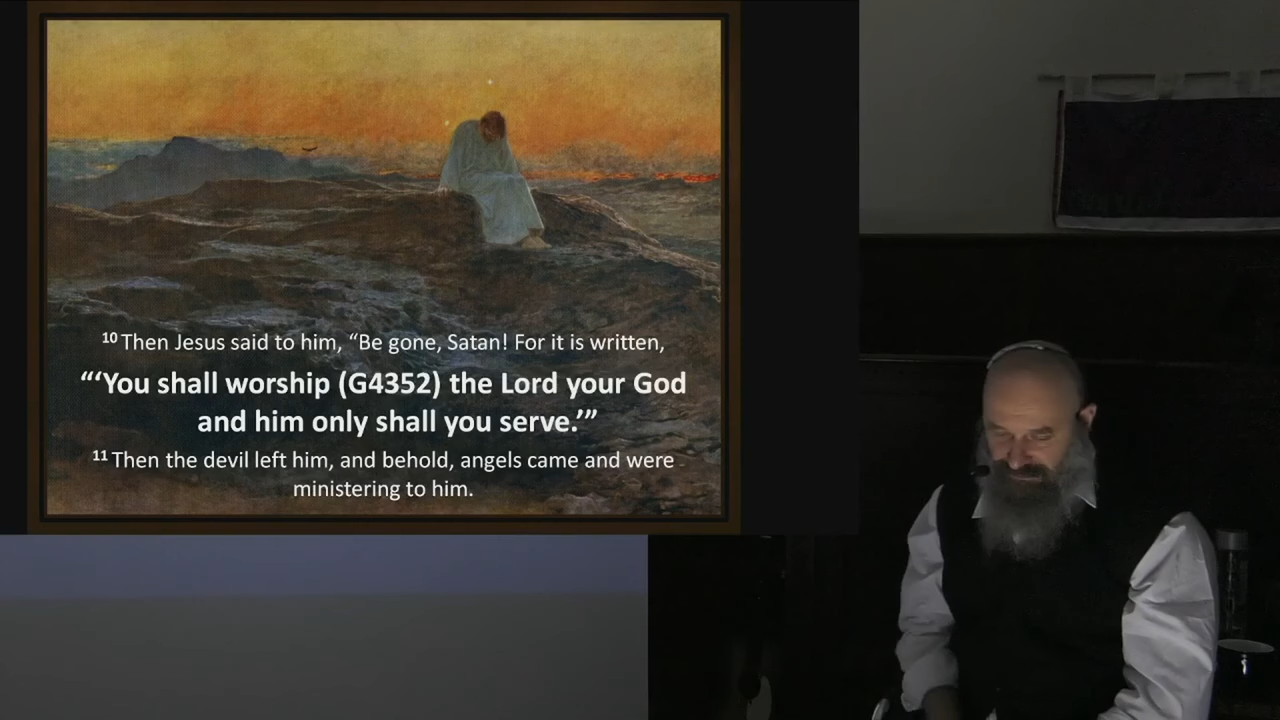 10 Then Jesus said to him, “Be gone, Satan! For it is written,
“‘You shall worship (G4352) the Lord your God
and him only shall you serve.’”
11 Then the devil left him, and behold, angels came and were
ministering to him.